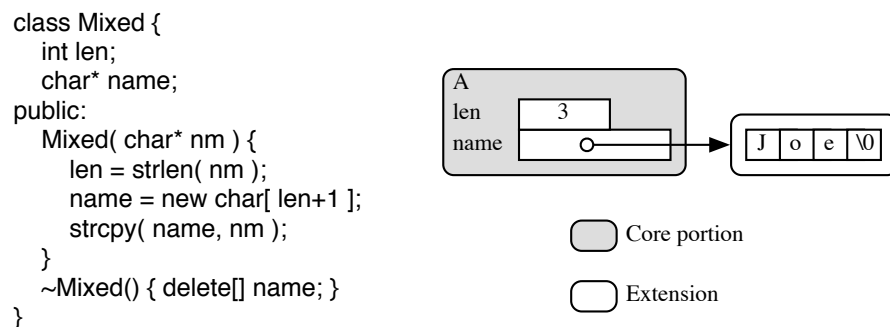 class Mixed {
int len;
char* name;
public:
Mixed( char* nm ) {
len = strlen( nm );
name = new char[ len+1 ];
strcpy( name, nm );
}
~Mixed() { delete[] name; }
}
A
len 3
name
J o e \0
Core portion
Extension